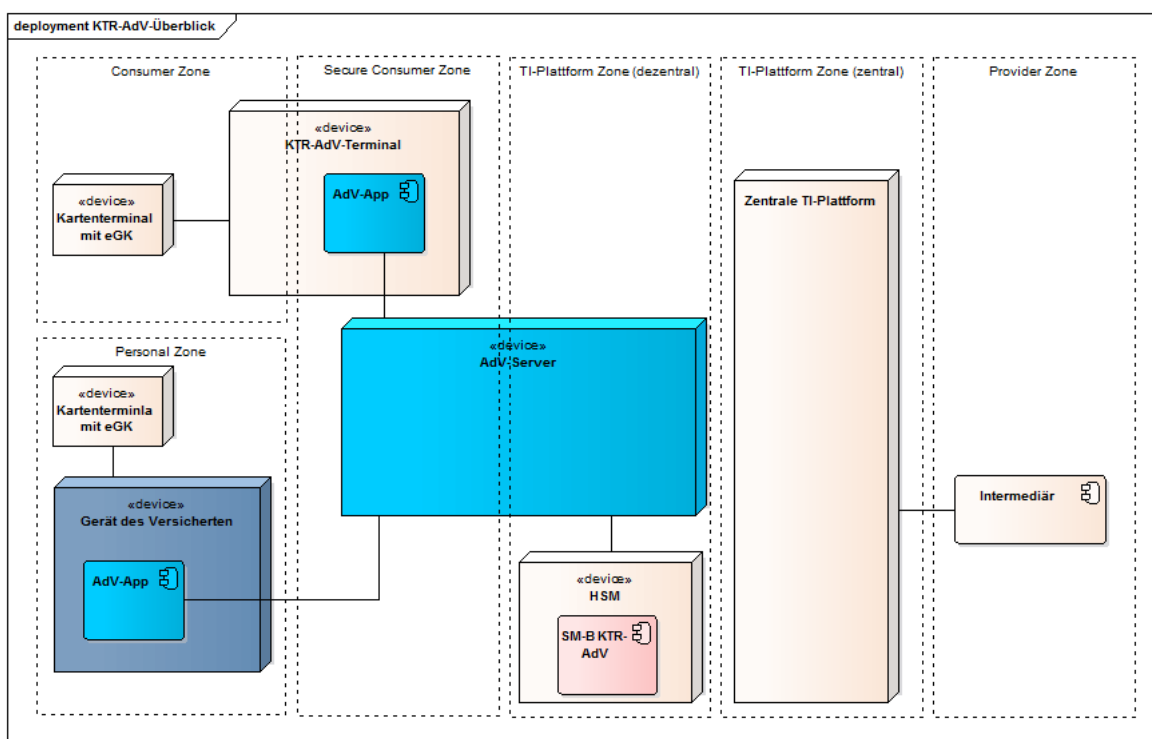 deployment KTR-AdV-Überblick
Consumer Zone
Secure Consumer Zone
TI-Plattform Zone (dezentral)
TI-Plattform Zone (zentral)
Provider Zone
«device»
KTR-AdV-Terminal
AdV-App
«device»
Kartenterminal
mit eGK
Zentrale TI-Plattform
Personal Zone
«device»
Kartenterminla
mit eGK
«device»
AdV-Server
«device»
Gerät des Versicherten
AdV-App
Intermediär
«device»
HSM
SM-B KTR-
AdV